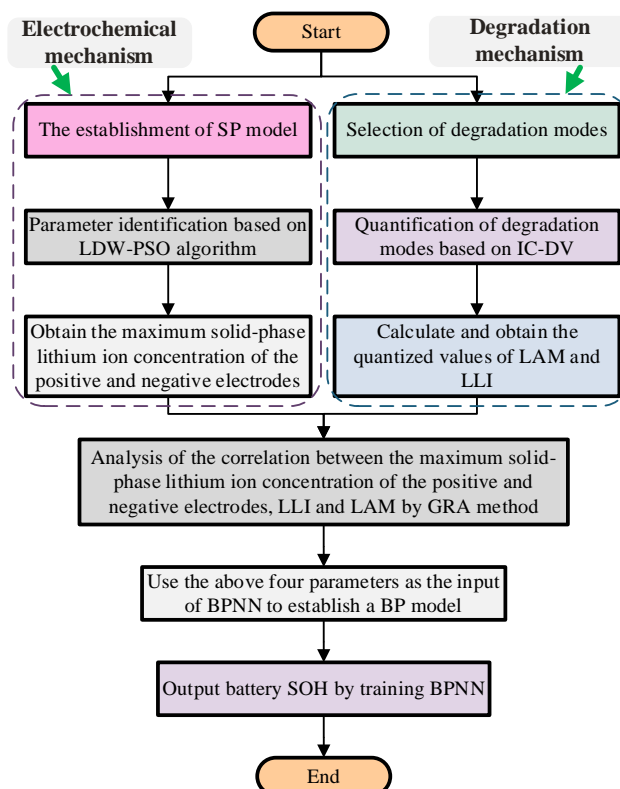 Electrochemical
mechanism
Start
Degradation
mechanism
The establishment of SP model
Parameter identification based on
LDW-PSO algorithm
Obtain the maximum solid-phase
lithium ion concentration of the
positive and negative electrodes
Selection of degradation modes
Quantification of degradation
modes based on IC-DV
Calculate and obtain the
quantized values of LAM and
LLI
Analysis of the correlation between the maximum solid-
phase lithium ion concentration of the positive and
negative electrodes, LLI and LAM by GRA method
Use the above four parameters as the input
of BPNN to establish a BP model
Output battery SOH by training BPNN
End